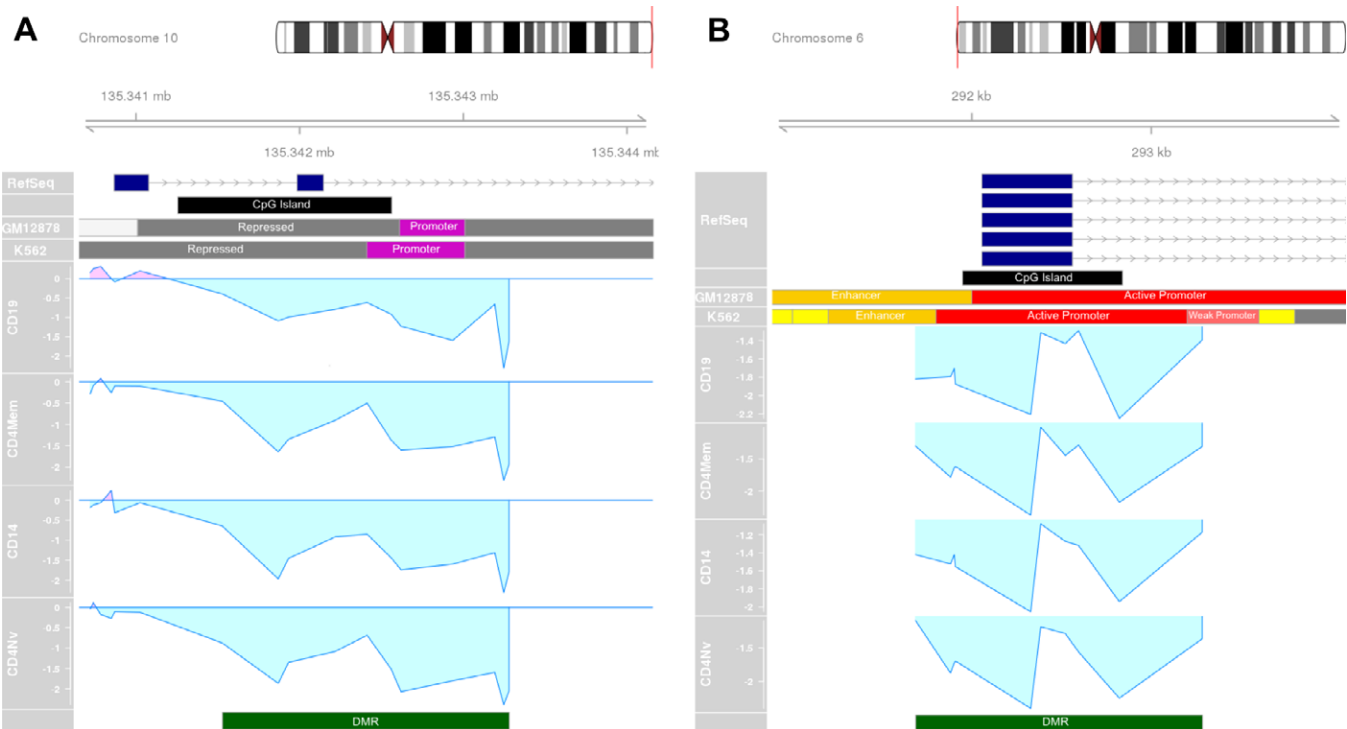 A
Chromosome 10
135.341 mb
135.343 mb
135.342 mb
135.344 mb
RefSeq
CpG Island
GM12878
Repressed
Promoter
K562
Repressed
Promoter
CD19
0
-0.5
-1
-1.5
-2
CD4Mem
0
-0.5
-1
-1.5
-2
CD14
0
-0.5
-1
-1.5
-2
CD4Nv
0
-0.5
-1
-1.5
-2
DMR
B
Chromosome 6
292 kb
293 kb
RefSeq
CpG Island
GM12878
Enhancer
Active Promoter
K562
Enhancer
Active Promoter
Weak Promoter
CD19
-1.4
-1.6
-1.8
-2
-2.2
CD4Mem
-1.5
-2
CD14
-1.2
-1.4
-1.6
-1.8
-2
CD4Nv
-1.5
-2
DMR